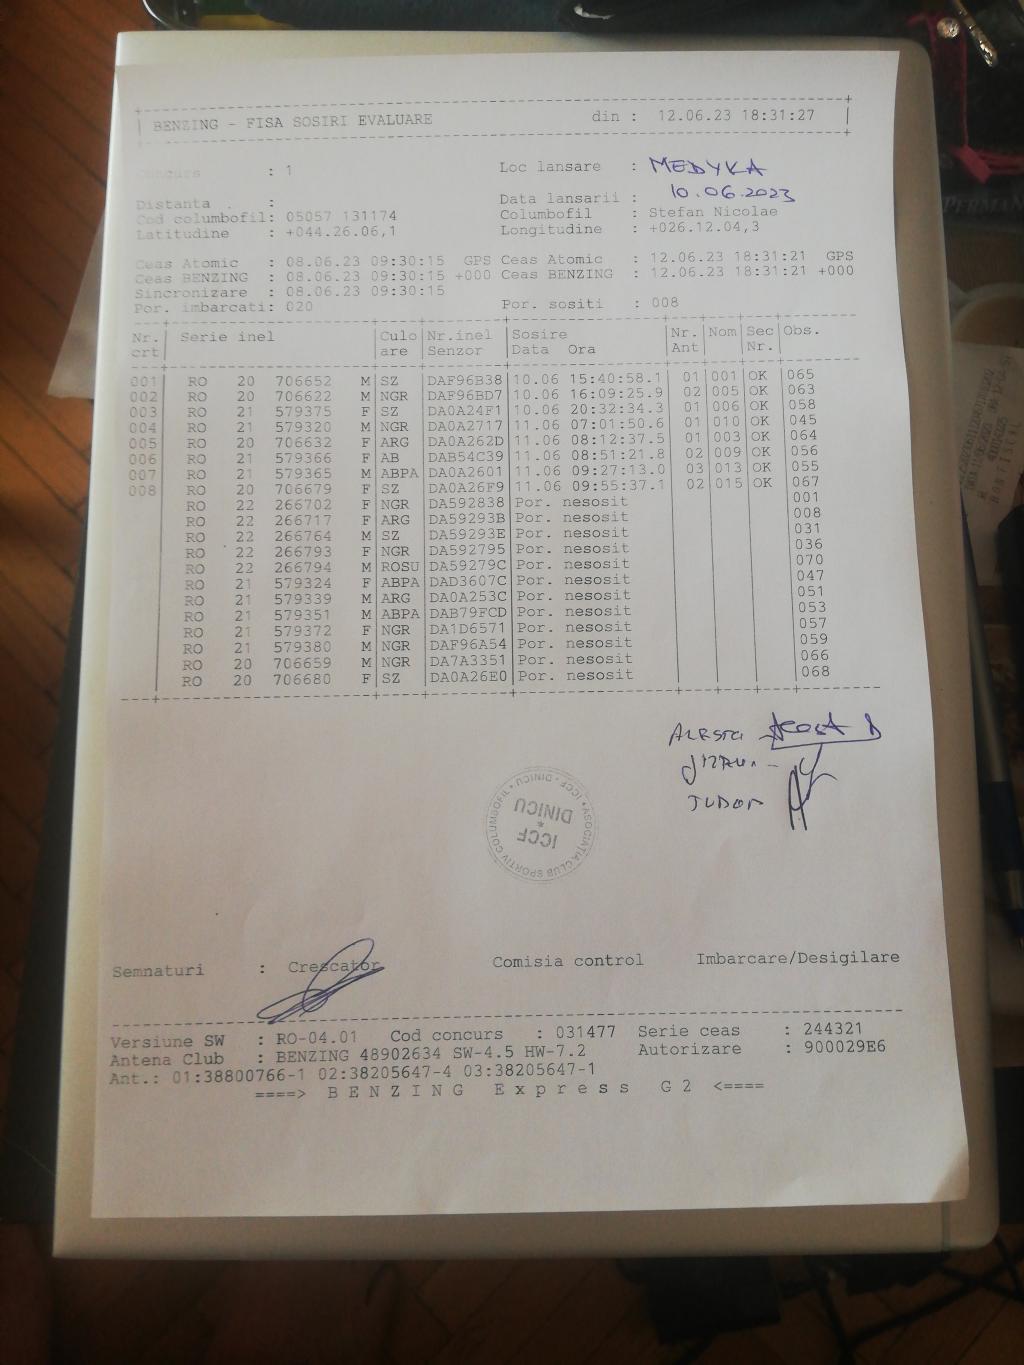 BENZING - FISA SOSIRI EVALUARE din : 12.06.23 18:31:27
Concurs : 1 Loc lansare : MEDYKA
Distanta : Data lansarii : 10.06.2023
Cod columbofil: 05057 131174 Columbofil : Stefan Nicolae
Latitudine : +044.26.06,1 Longitudine : +026.12.04,3
Ceas Atomic : 08.06.23 09:30:15 GPS Ceas Atomic : 12.06.23 18:31:21 GPS
Ceas BENZING : 08.06.23 09:30:15 +000 Ceas BENZING : 12.06.23 18:31:21 +000
Sincronizare : 08.06.23 09:30:15
Por. imbarcati: 020 Por. sositi : 008
Nr. Serie inel Culo Nr.inel Sosire Nr. Nom Sec Obs.
crt are Senzor Data Ora Ant Nr.
001 RO 20 706652 M SZ DAF96B38 10.06 15:40:58.1 01 001 OK 065
002 RO 20 706622 M NGR DAF96BD7 10.06 16:09:25.9 02 005 OK 063
003 RO 21 579375 F SZ DA0A24F1 10.06 20:32:34.3 01 006 OK 058
004 RO 21 579320 M NGR DA0A2717 11.06 07:01:50.6 01 010 OK 045
005 RO 20 706632 F ARG DA0A262D 11.06 08:12:37.5 01 003 OK 064
006 RO 21 579366 F AB DAB54C39 11.06 08:51:21.8 02 009 OK 056
007 RO 21 579365 M ABPA DA0A2601 11.06 09:27:13.0 03 013 OK 055
008 RO 20 706679 F SZ DA0A26F9 11.06 09:55:37.1 02 015 OK 067
RO 22 266702 F NGR DA592838 Por. nesosit 001
RO 22 266717 F ARG DA59293B Por. nesosit 008
RO 22 266764 M SZ DA59293E Por. nesosit 031
RO 22 266793 F NGR DA592795 Por. nesosit 036
RO 22 266794 M ROSU DA59279C Por. nesosit 070
RO 21 579324 F ABPA DAD3607C Por. nesosit 047
RO 21 579339 M ARG DA0A253C Por. nesosit 051
RO 21 579351 M ABPA DAB79FCD Por. nesosit 053
RO 21 579372 F NGR DA1D6571 Por. nesosit 057
RO 21 579380 M NGR DAF96A54 Por. nesosit 059
RO 20 706659 M NGR DA7A3351 Por. nesosit 066
RO 20 706680 F SZ DA0A26E0 Por. nesosit 068
TUDOR
ASOCIATIA CLUB SPORTIV COLUMBOFIL • ICCF - DINICU •
ICCF
*
DINICU
Semnaturi : Crescator Comisia control Imbarcare/Desigilare
Versiune SW : RO-04.01 Cod concurs : 031477 Serie ceas : 244321
Antena Club : BENZING 48902634 SW-4.5 HW-7.2 Autorizare : 900029E6
Ant.: 01:38800766-1 02:38205647-4 03:38205647-1
====> BENZING Express G2 <====
PERMAN